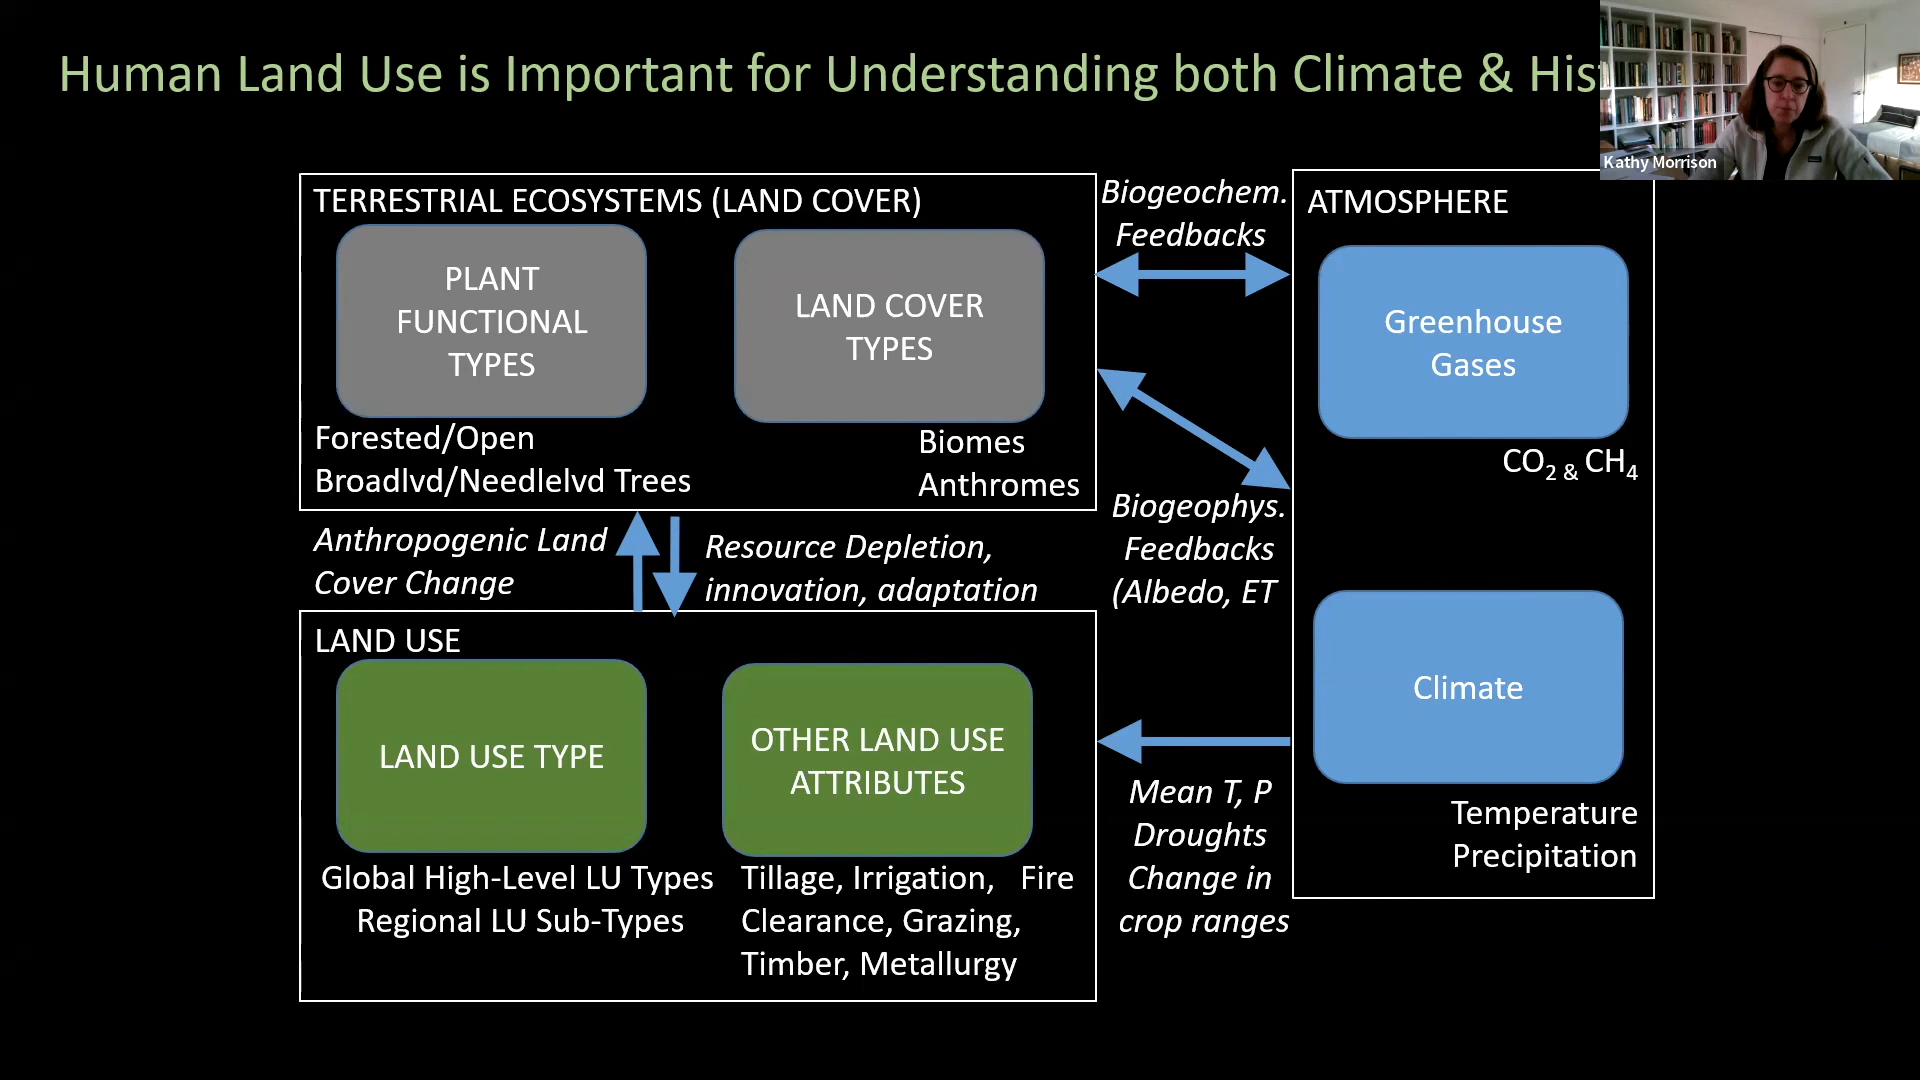 Human Land Use is Important for Understanding both Climate & His
Kathy Morrison
TERRESTRIAL ECOSYSTEMS (LAND COVER)
PLANT
FUNCTIONAL
TYPES
LAND COVER
TYPES
Forested/Open
Broadlvd/Needlelvd Trees
Biomes
Anthromes
Biogeochem.
Feedbacks
ATMOSPHERE
Greenhouse
Gases
CO2 & CH4
Biogeophys.
Feedbacks
(Albedo, ET
Anthropogenic Land
Cover Change
Resource Depletion,
innovation, adaptation
LAND USE
LAND USE TYPE
OTHER LAND USE
ATTRIBUTES
Global High-Level LU Types
Regional LU Sub-Types
Tillage, Irrigation, Fire
Clearance, Grazing,
Timber, Metallurgy
Climate
Temperature
Precipitation
Mean T, P
Droughts
Change in
crop ranges